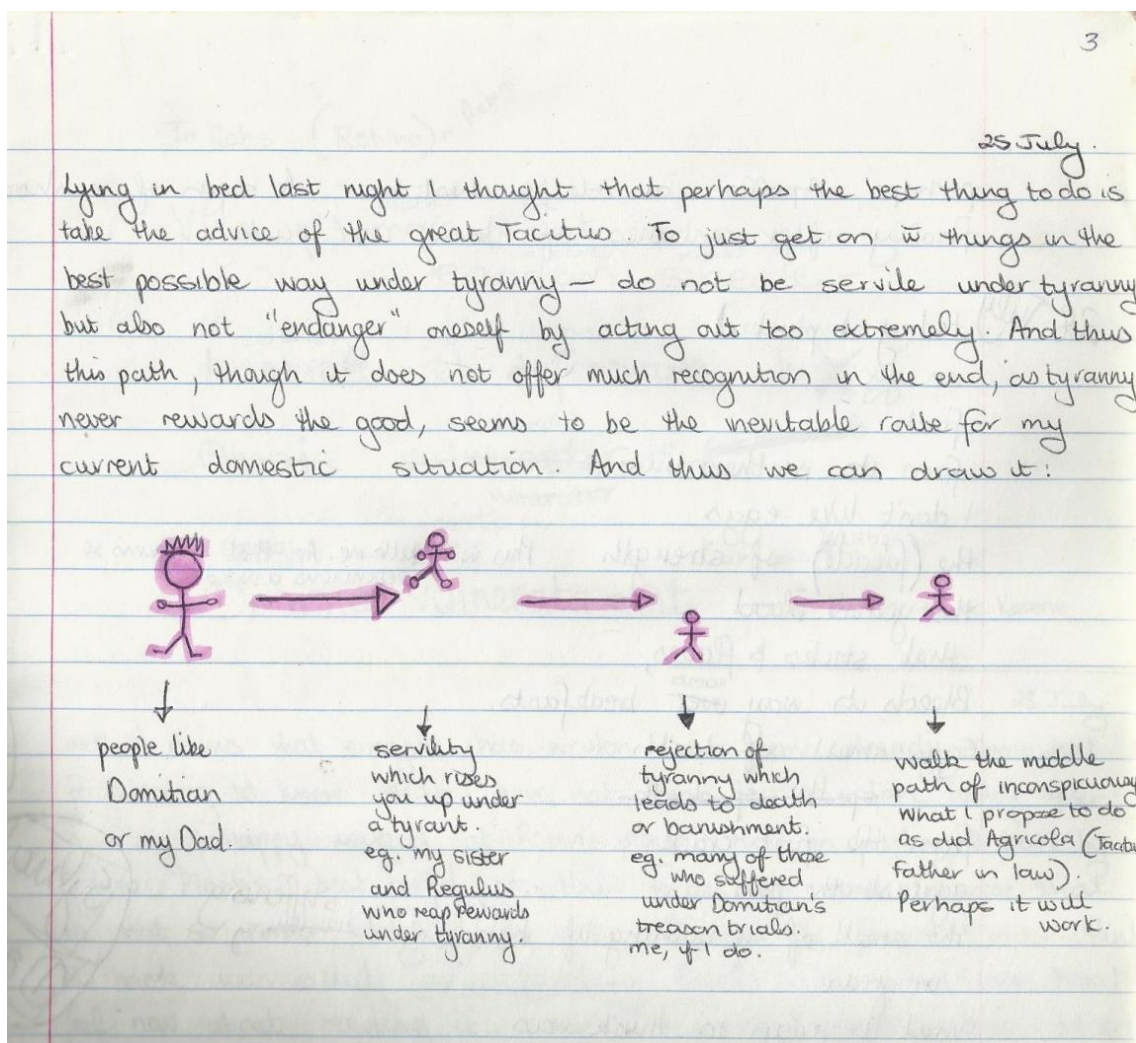 3
25 July.
Lying in bed last night I thought that perhaps the best thing to do is
take the advice of the great Tacitus. To just get on w̅ things in the
best possible way under tyranny – do not be servile under tyranny
but also not "endanger" oneself by acting out too extremely. And thus
this path, though it does not offer much recognition in the end, as tyranny
never rewards the good, seems to be the inevitable route for my
current domestic situation. And thus we can draw it:
people like
Domitian
or my Dad.
servility
which rises
you up under
a tyrant.
eg. my sister
and Regulus
who reap rewards
under tyranny.
rejection of
tyranny which
leads to death
or banishment.
eg. many of those
who suffered
under Domitian's
treason trials.
me, if I do.
walk the middle
path of inconspicuousy
what I propose to do
as did Agricola (Tacitus
father in law).
Perhaps it will
work.